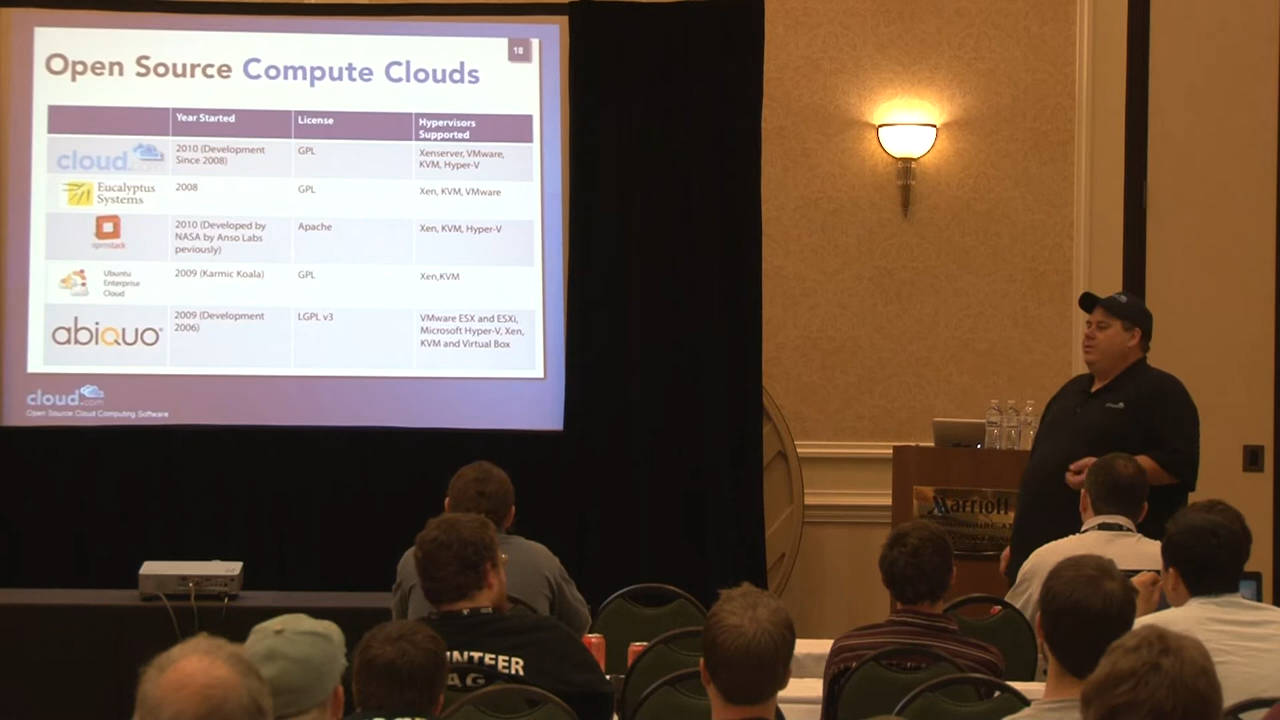 18
Open Source Compute Clouds
Year Started License Hypervisors Supported
cloud.com 2010 (Development Since 2008) GPL Xenserver, VMware, KVM, Hyper-V
Eucalyptus Systems 2008 GPL Xen, KVM, VMware
openstack 2010 (Developed by NASA by Anso Labs peviously) Apache Xen, KVM, Hyper-V
Ubuntu Enterprise Cloud 2009 (Karmic Koala) GPL Xen,KVM
abiquo 2009 (Development 2006) LGPL v3 VMware ESX and ESXi, Microsoft Hyper-V, Xen, KVM and Virtual Box
cloud.com
Open Source Cloud Computing Software
Marriott